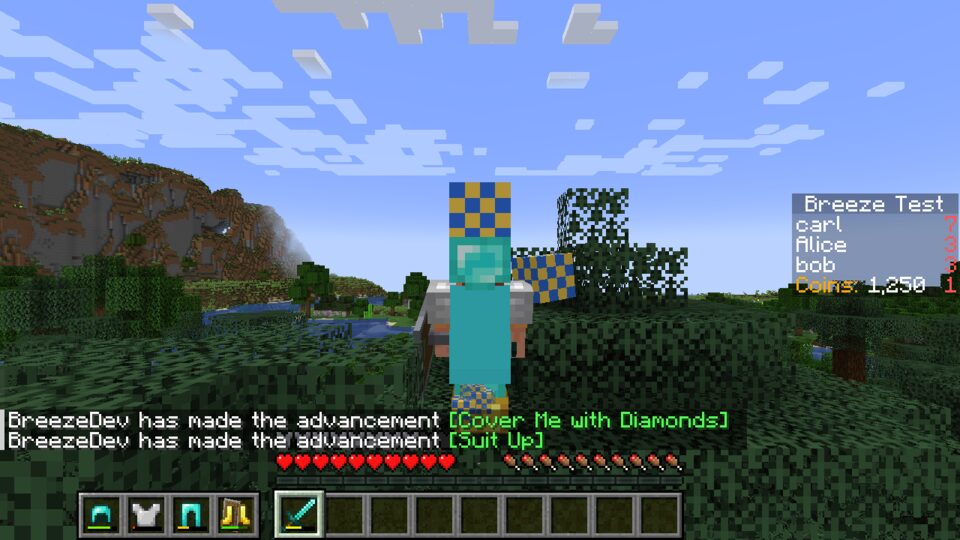 Breeze Test
carl 7
Alice 3
bob
Coins: 1,250 1
BreezeDev has made the advancement [Cover Me with Diamonds]
BreezeDev has made the advancement [Suit Up]